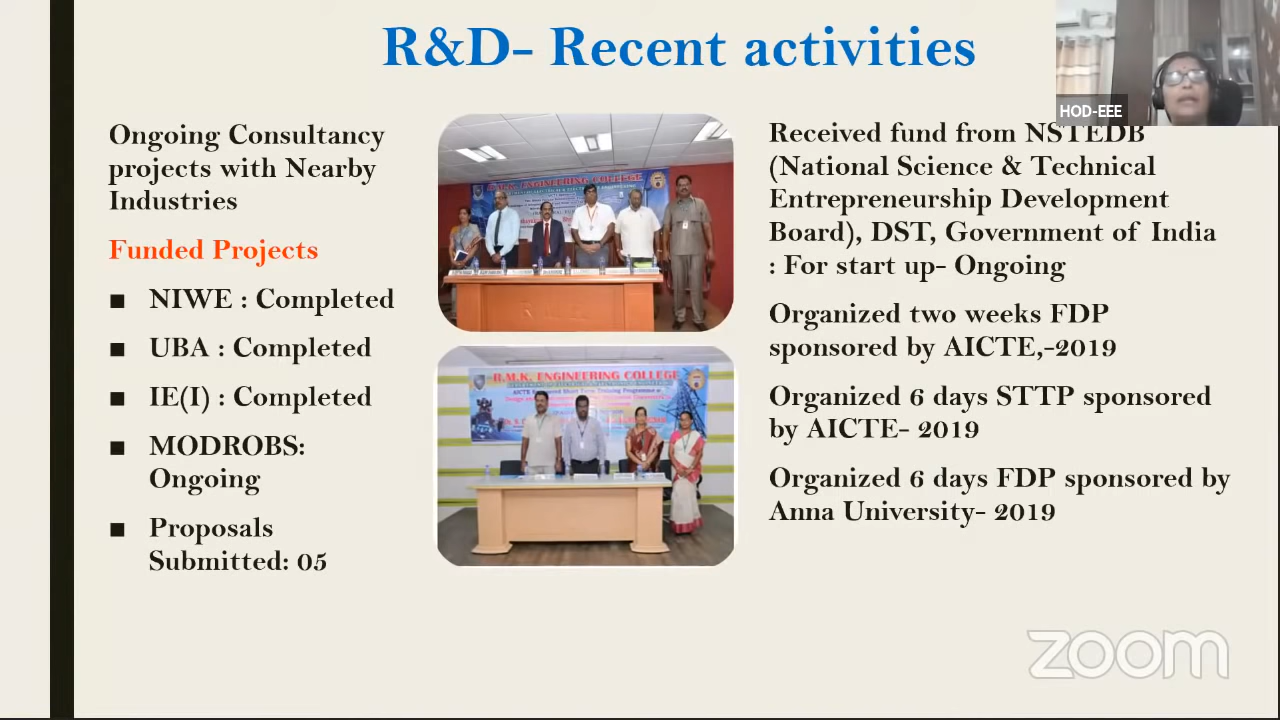 R&D- Recent activities
HOD-EEE
Ongoing Consultancy
projects with Nearby
Industries
Funded Projects
■ NIWE : Completed
■ UBA : Completed
■ IE(I) : Completed
■ MODROBS:
Ongoing
■ Proposals
Submitted: 05
R.M.K. ENGINEERING COLLEGE
R.M.K. ENGINEERING COLLEGE
Received fund from NSTEDB
(National Science & Technical
Entrepreneurship Development
Board), DST, Government of India
: For start up- Ongoing
Organized two weeks FDP
sponsored by AICTE,-2019
Organized 6 days STTP sponsored
by AICTE- 2019
Organized 6 days FDP sponsored by
Anna University- 2019
zoom